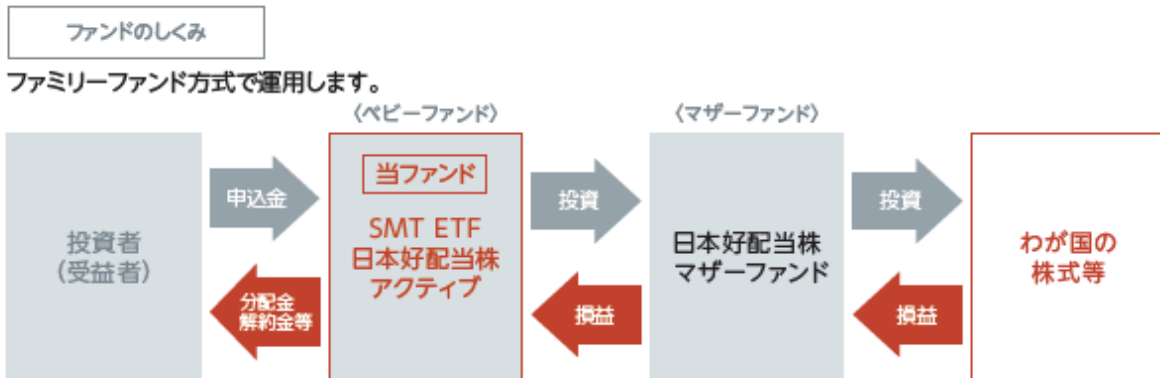 ファンドのしくみ
ファミリーファンド方式で運用します。
〈ベビーファンド〉
〈マザーファンド〉
投資者
（受益者）
申込金
分配金
解約金等
当ファンド
SMT ETF
日本好配当株
アクティブ
投資
損益
日本好配当株
マザーファンド
投資
損益
わが国の
株式等